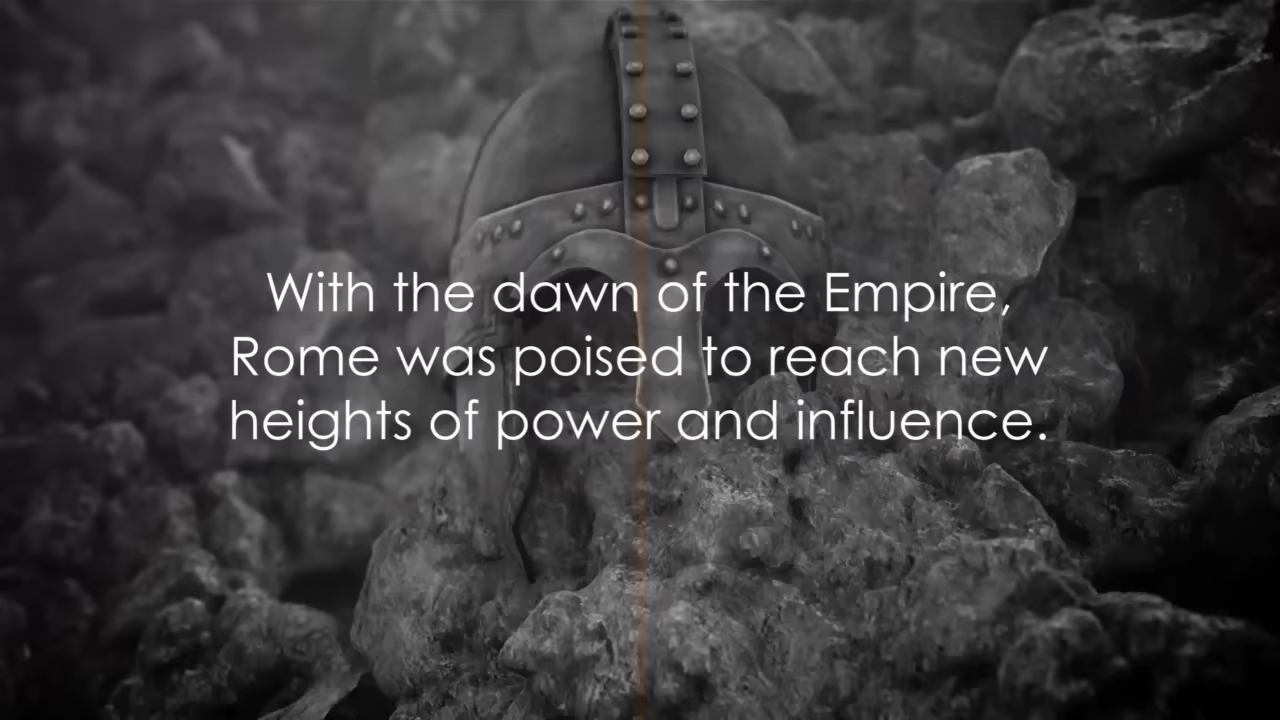 With the dawn of the Empire,
Rome was poised to reach new
heights of power and influence.